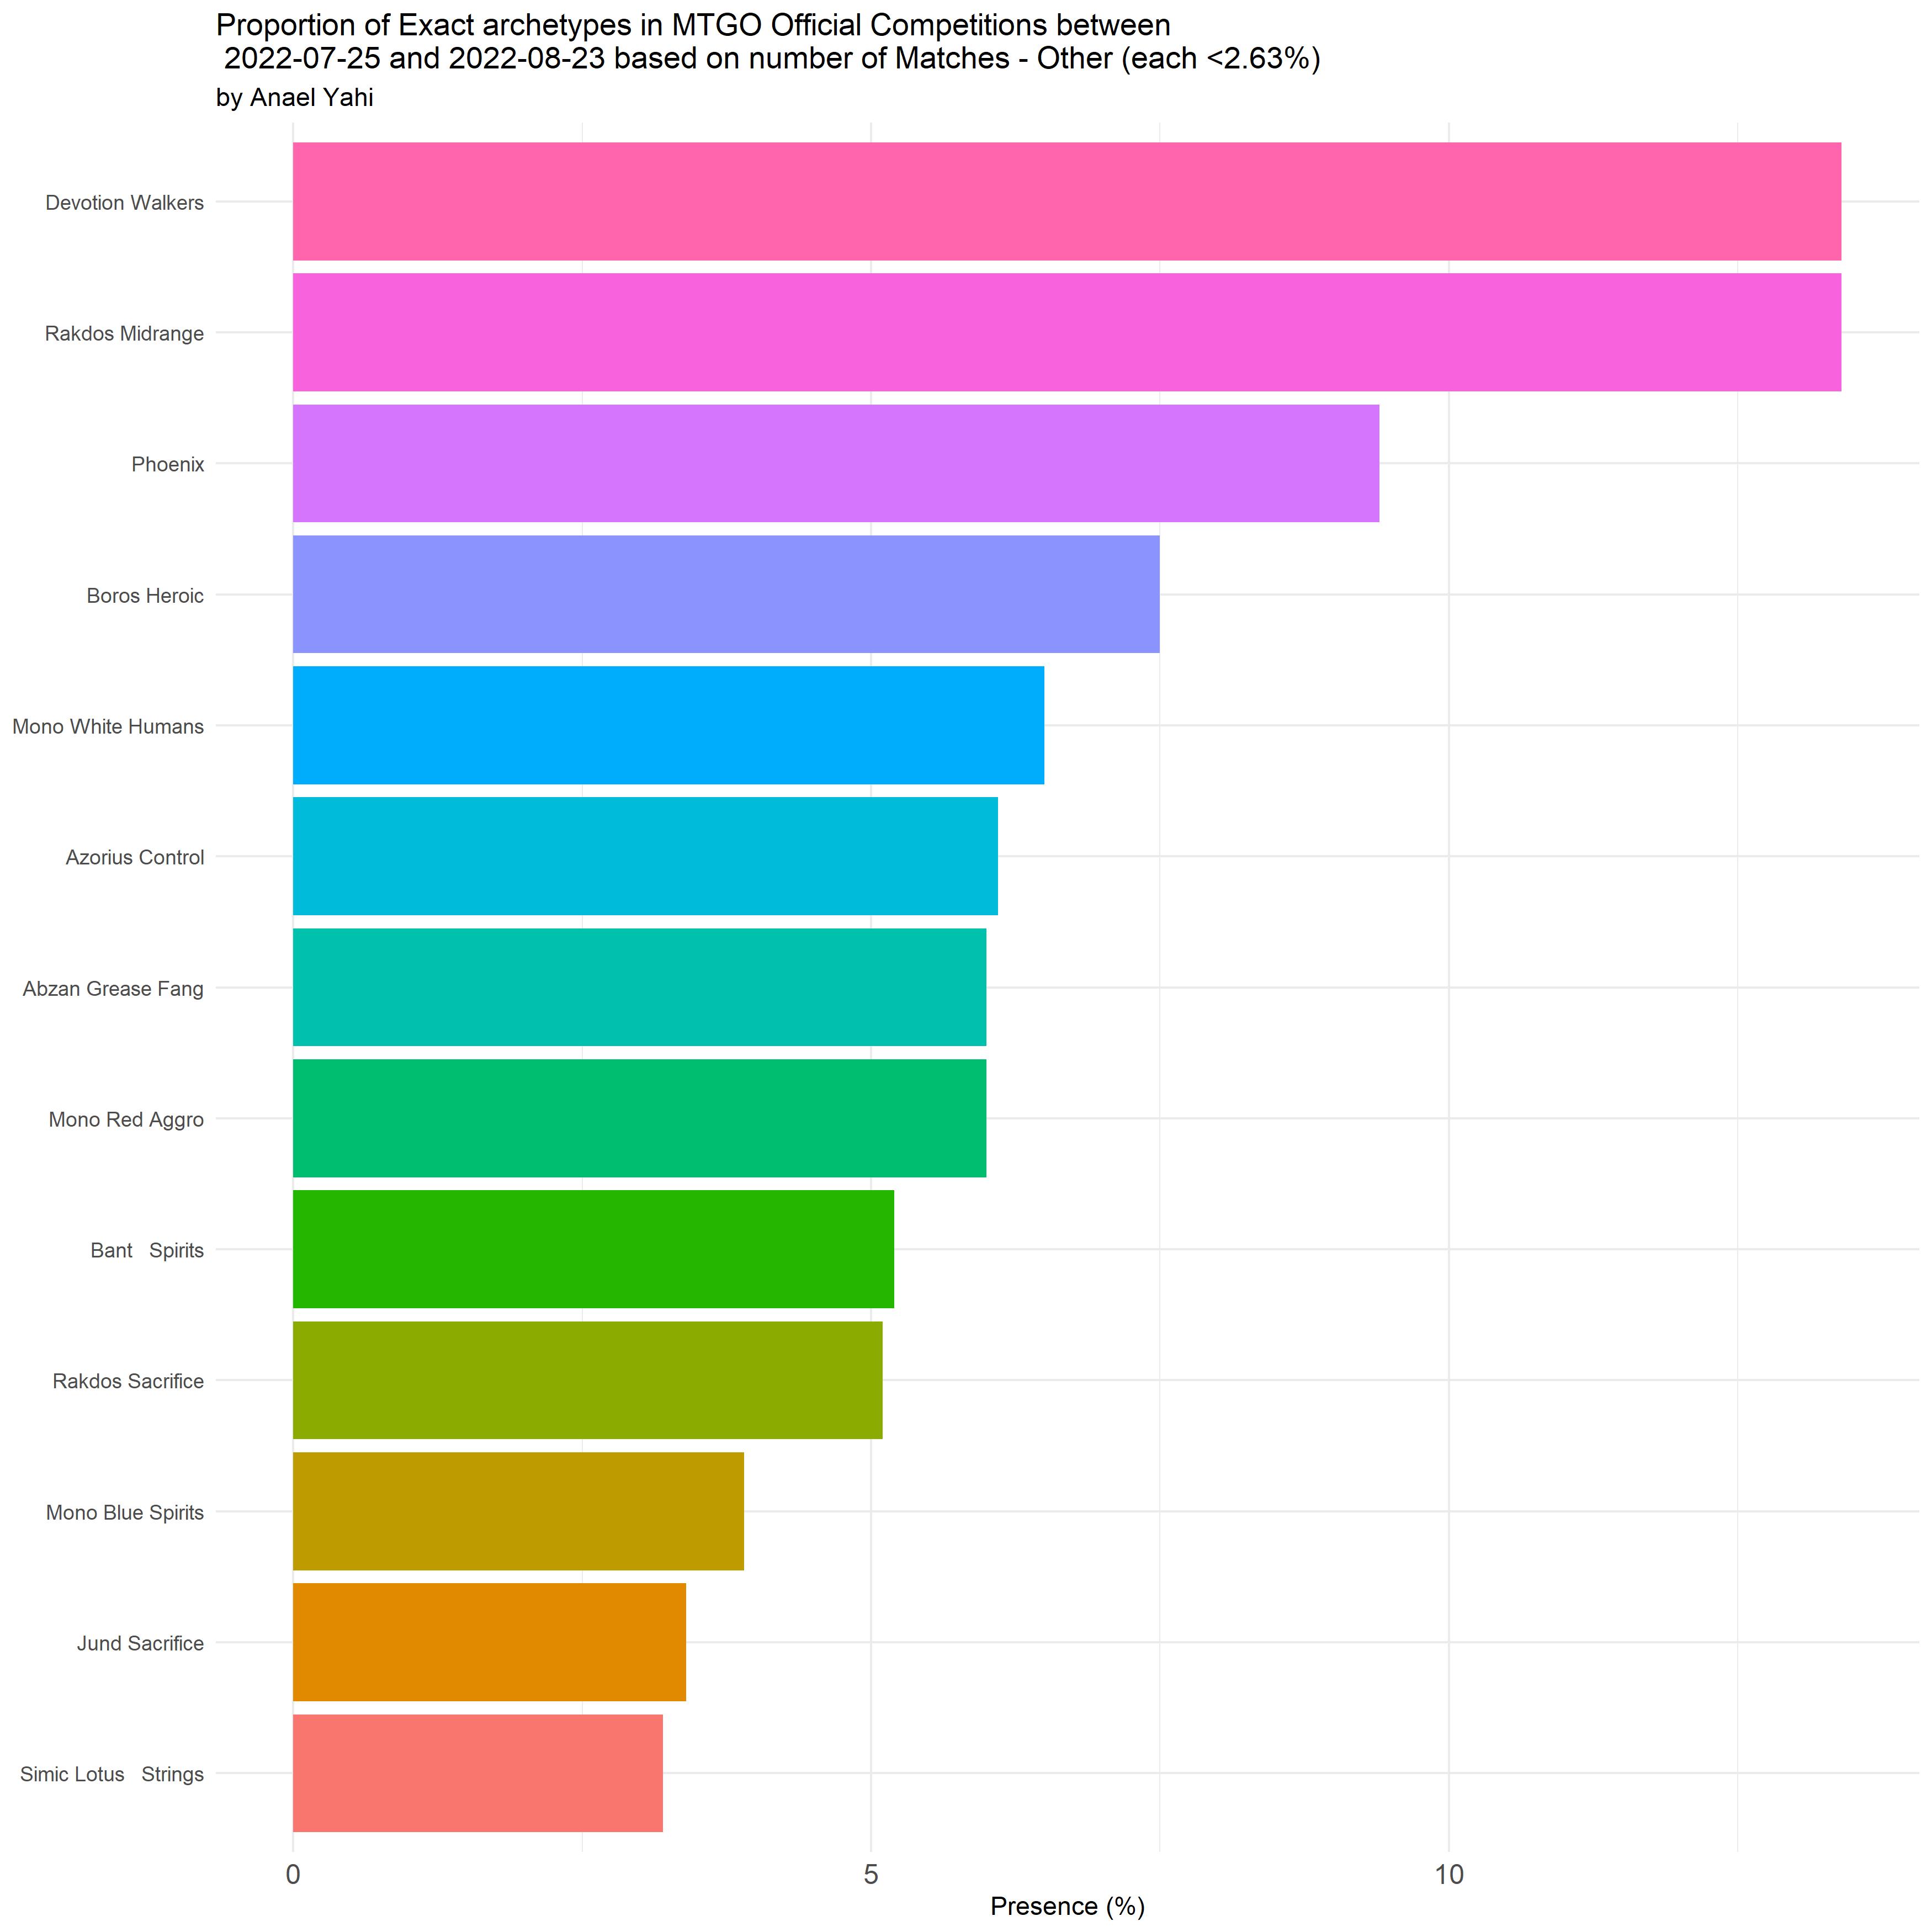 Proportion of Exact archetypes in MTGO Official Competitions between
2022-07-25 and 2022-08-23 based on number of Matches - Other (each <2.63%)
by Anael Yahi
Devotion Walkers
Rakdos Midrange
Phoenix
Boros Heroic
Mono White Humans
Azorius Control
Abzan Grease Fang
Mono Red Aggro
Bant   Spirits
Rakdos Sacrifice
Mono Blue Spirits
Jund Sacrifice
Simic Lotus   Strings
0 5 10
Presence (%)